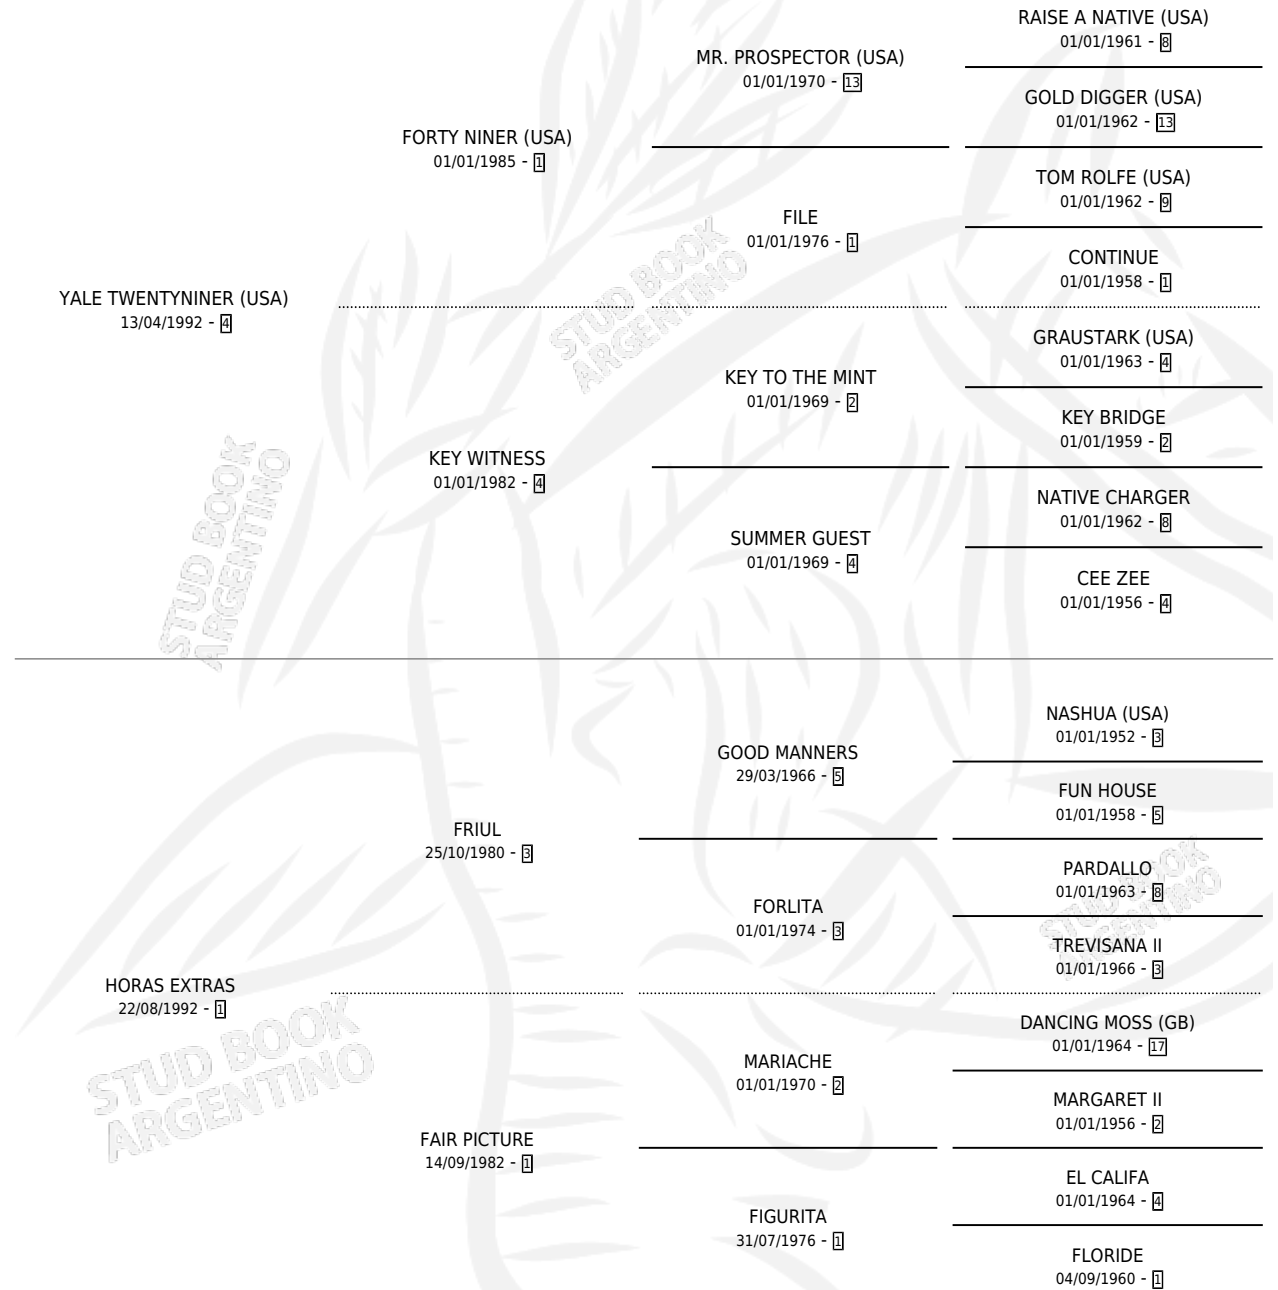 RAISE A NATIVE (USA)
01/01/1961 - 8
MR. PROSPECTOR (USA)
01/01/1970 - 13
GOLD DIGGER (USA)
01/01/1962 - 13
FORTY NINER (USA)
01/01/1985 - 1
TOM ROLFE (USA)
01/01/1962 - 9
FILE
01/01/1976 - 1
CONTINUE
01/01/1958 - 1
YALE TWENTYNINER (USA)
13/04/1992 - 4
GRAUSTARK (USA)
01/01/1963 - 4
KEY TO THE MINT
01/01/1969 - 2
KEY BRIDGE
01/01/1959 - 2
KEY WITNESS
01/01/1982 - 4
NATIVE CHARGER
01/01/1962 - 8
SUMMER GUEST
01/01/1969 - 4
CEE ZEE
01/01/1956 - 4
NASHUA (USA)
01/01/1952 - 3
GOOD MANNERS
29/03/1966 - 5
FUN HOUSE
01/01/1958 - 5
FRIUL
25/10/1980 - 3
PARDALLO
01/01/1963 - 8
FORLITA
01/01/1974 - 3
TREVISANA II
01/01/1966 - 3
HORAS EXTRAS
22/08/1992 - 1
DANCING MOSS (GB)
01/01/1964 - 17
MARIACHE
01/01/1970 - 2
MARGARET II
01/01/1956 - 2
FAIR PICTURE
14/09/1982 - 1
EL CALIFA
01/01/1964 - 4
FIGURITA
31/07/1976 - 1
FLORIDE
04/09/1960 - 1
STUD BOOK
ARGENTINO
STUD BOOK
ARGENTINO
STUD BOOK
ARGENTINO
STUD BOOK
ARGENTINO